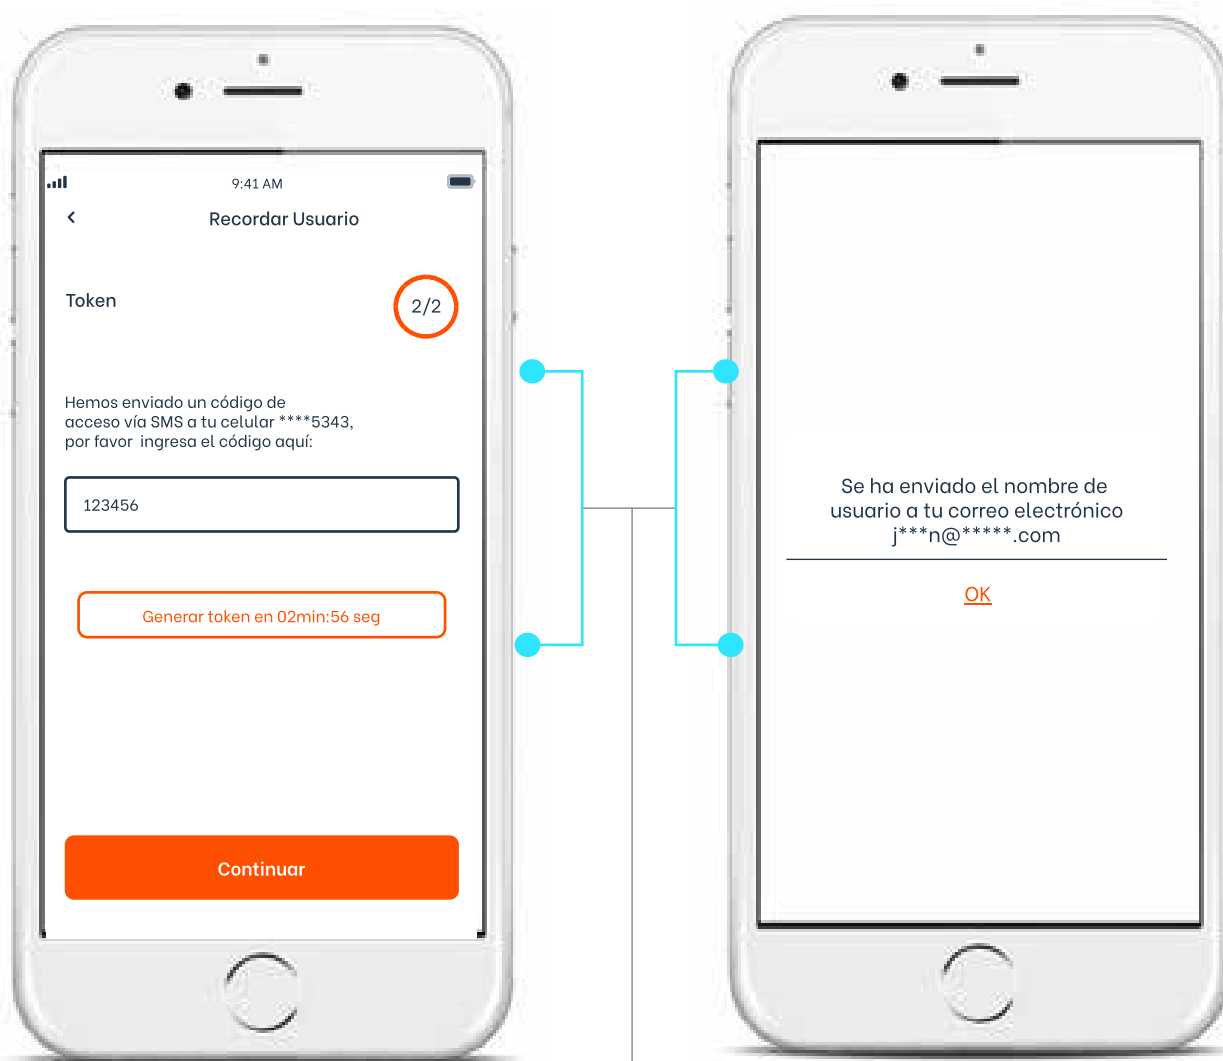 9:41 AM
Recordar Usuario
Token
2/2
Hemos enviado un código de
acceso vía SMS a tu celular ****5343,
por favor ingresa el código aquí:
123456
Generar token en 02min:56 seg
Continuar
Se ha enviado el nombre de
usuario a tu correo electrónico
j***n@*****.com
OK